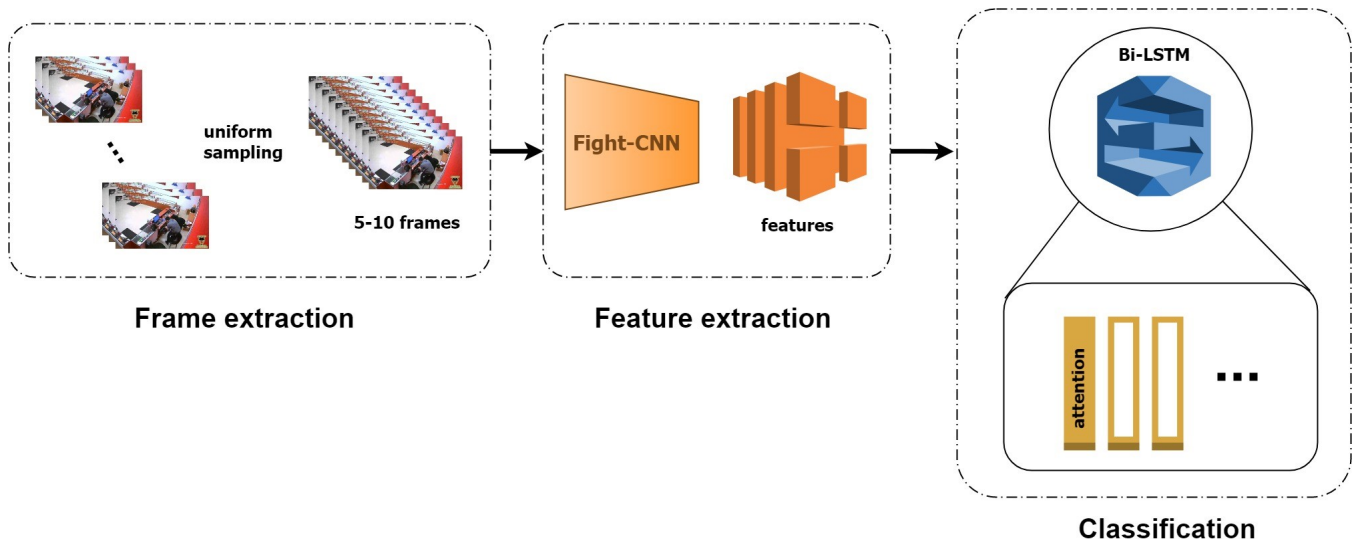 uniform
sampling
5-10 frames
Frame extraction
Fight-CNN
features
Feature extraction
Bi-LSTM
attention
Classification